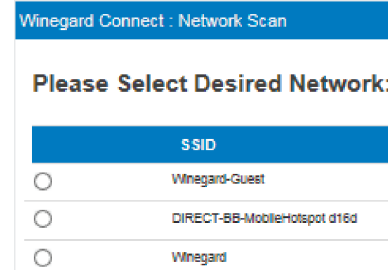 Winegard Connect : Network Scan
Please Select Desired Network:
SSID
Winegard-Guest
DIRECT-BB-MobileHotspot d16d
Winegard